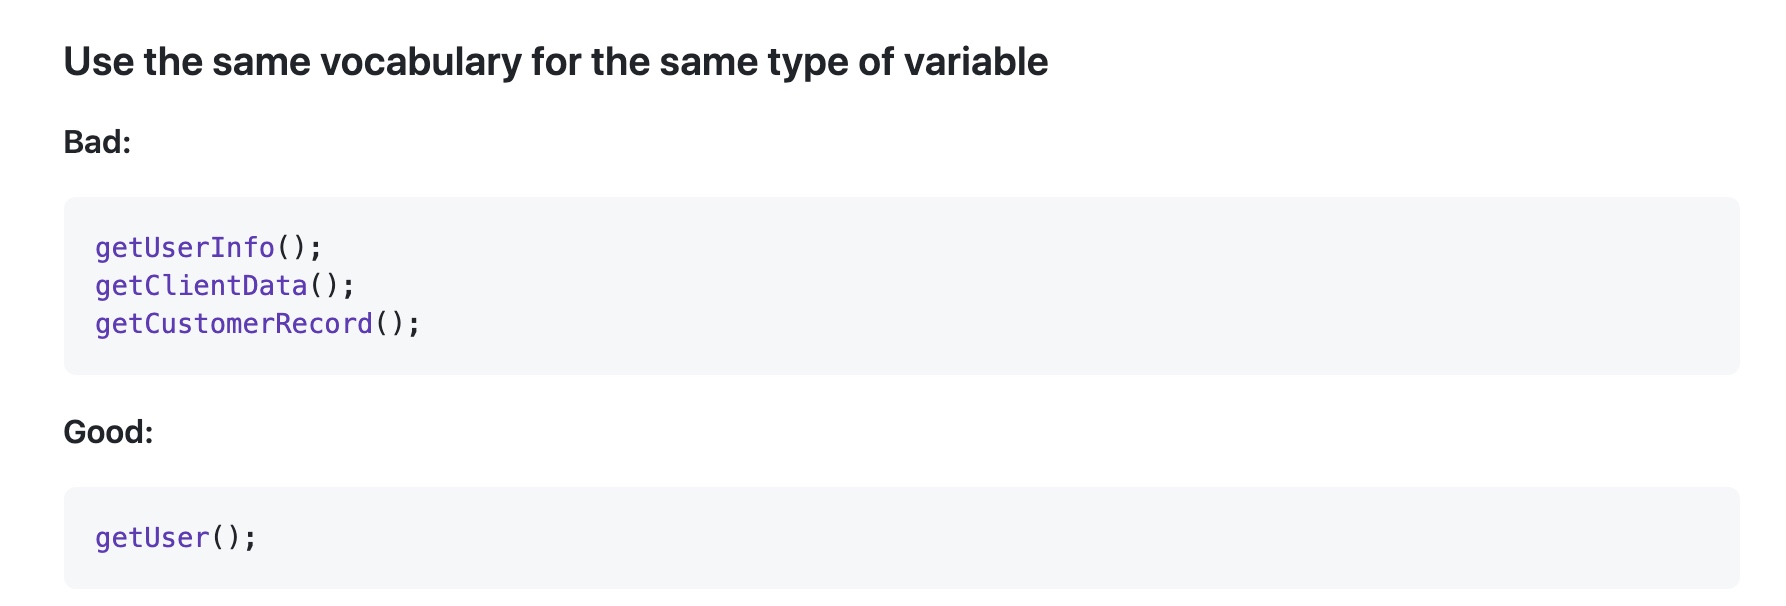 Use the same vocabulary for the same type of variable
Bad:
getUserInfo();
getClientData();
getCustomerRecord();
Good:
getUser();